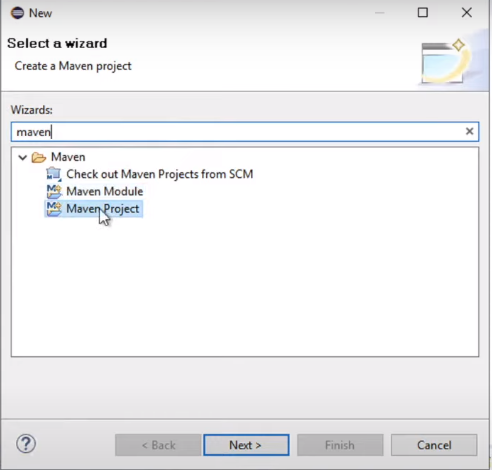 New
Select a wizard
Create a Maven project
Wizards:
maven
Maven
Check out Maven Projects from SCM
Maven Module
Maven Project
?
< Back
Next >
Finish
Cancel